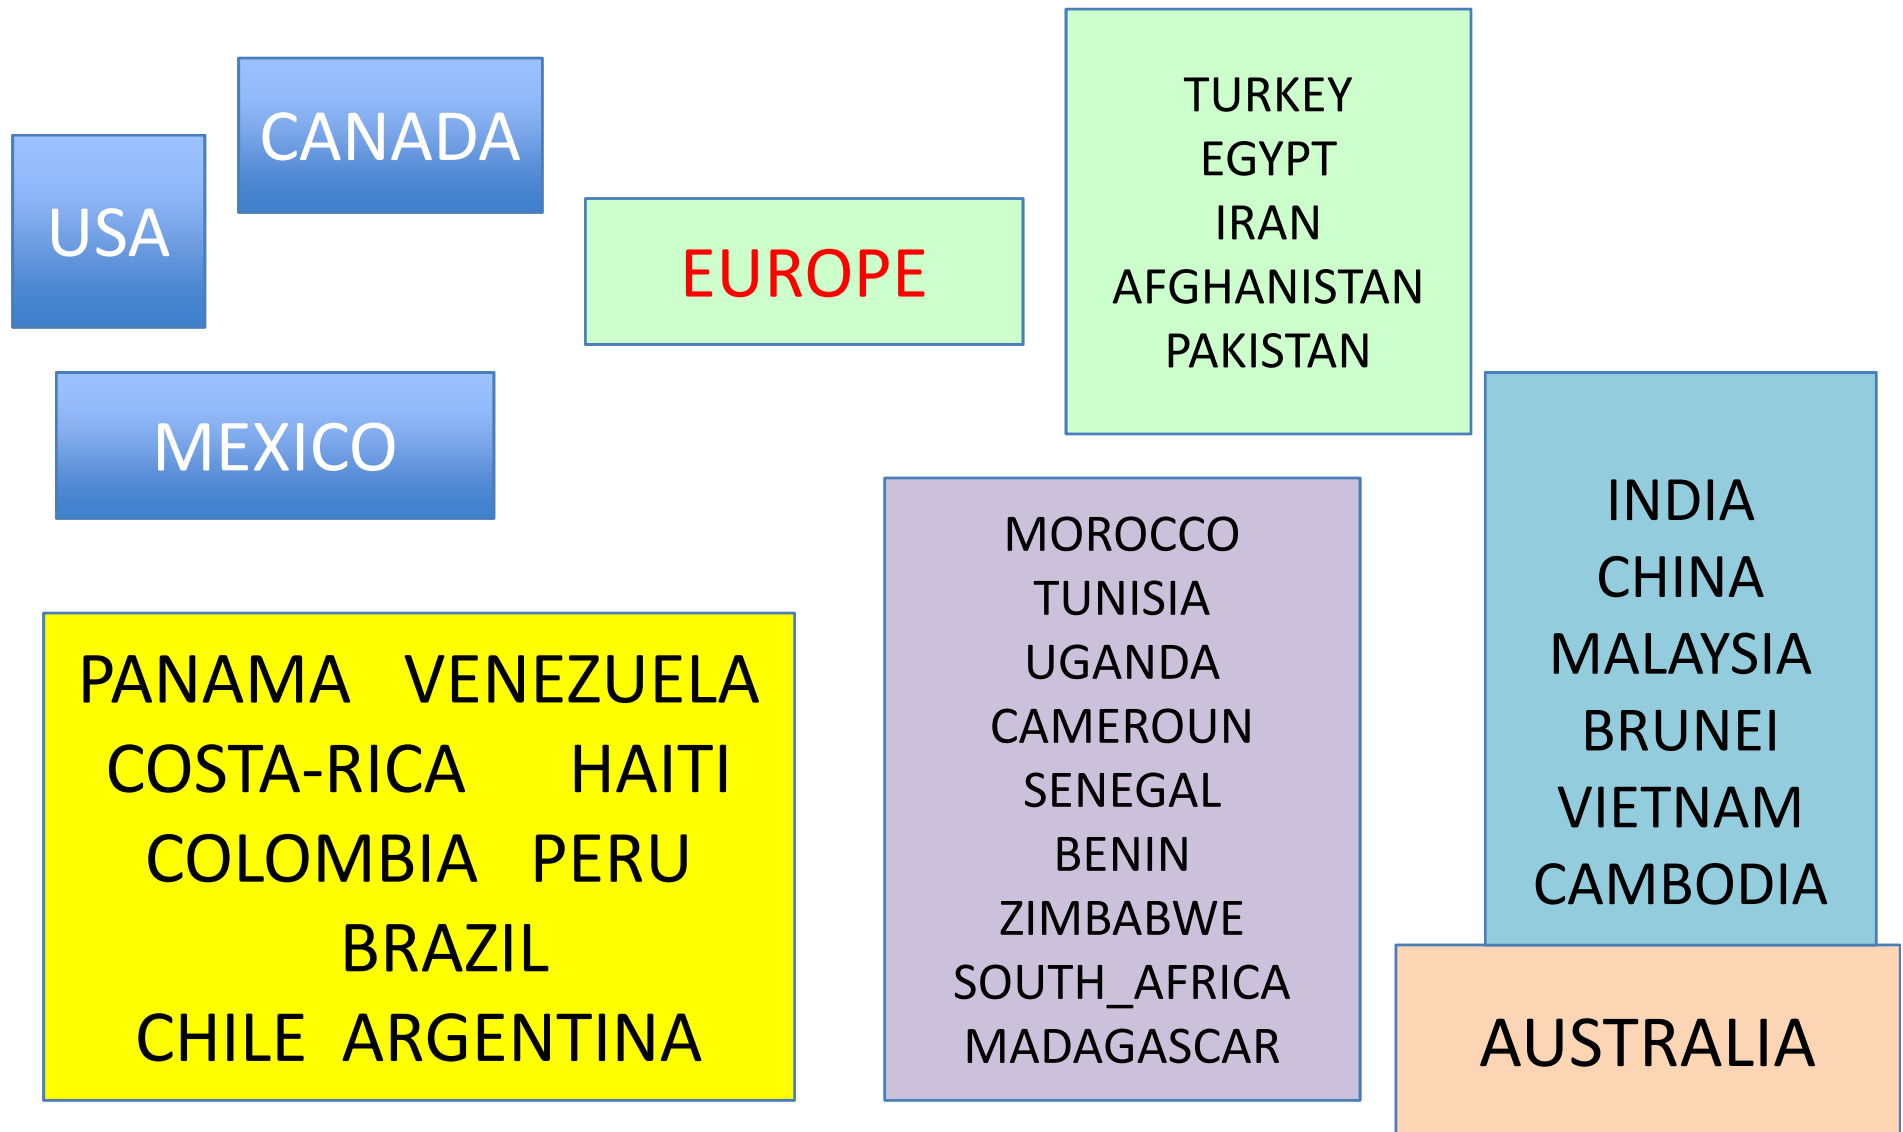 USA
CANADA
EUROPE
MEXICO
TURKEY
EGYPT
IRAN
AFGHANISTAN
PAKISTAN
PANAMA VENEZUELA
COSTA-RICA HAITI
COLOMBIA PERU
BRAZIL
CHILE ARGENTINA
MOROCCO
TUNISIA
UGANDA
CAMEROUN
SENEGAL
BENIN
ZIMBABWE
SOUTH_AFRICA
MADAGASCAR
INDIA
CHINA
MALAYSIA
BRUNEI
VIETNAM
CAMBODIA
AUSTRALIA